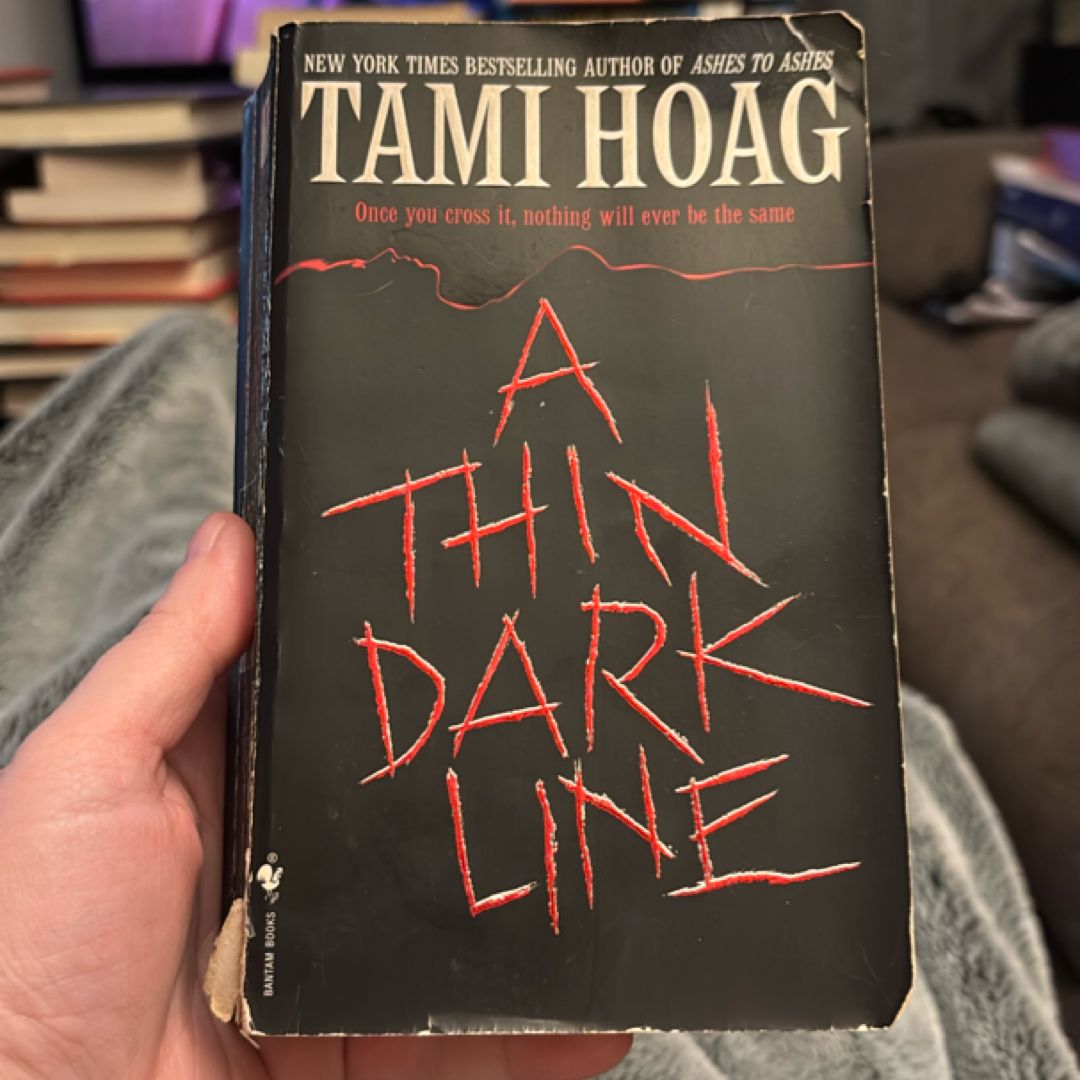 NEW YORK TIMES BESTSELLING AUTHOR OF ASHES TO ASHES
TAMI HOAG
Once you cross it, nothing will ever be the same
A
THIN
DARK
LINE
BANTAM BOOKS
®